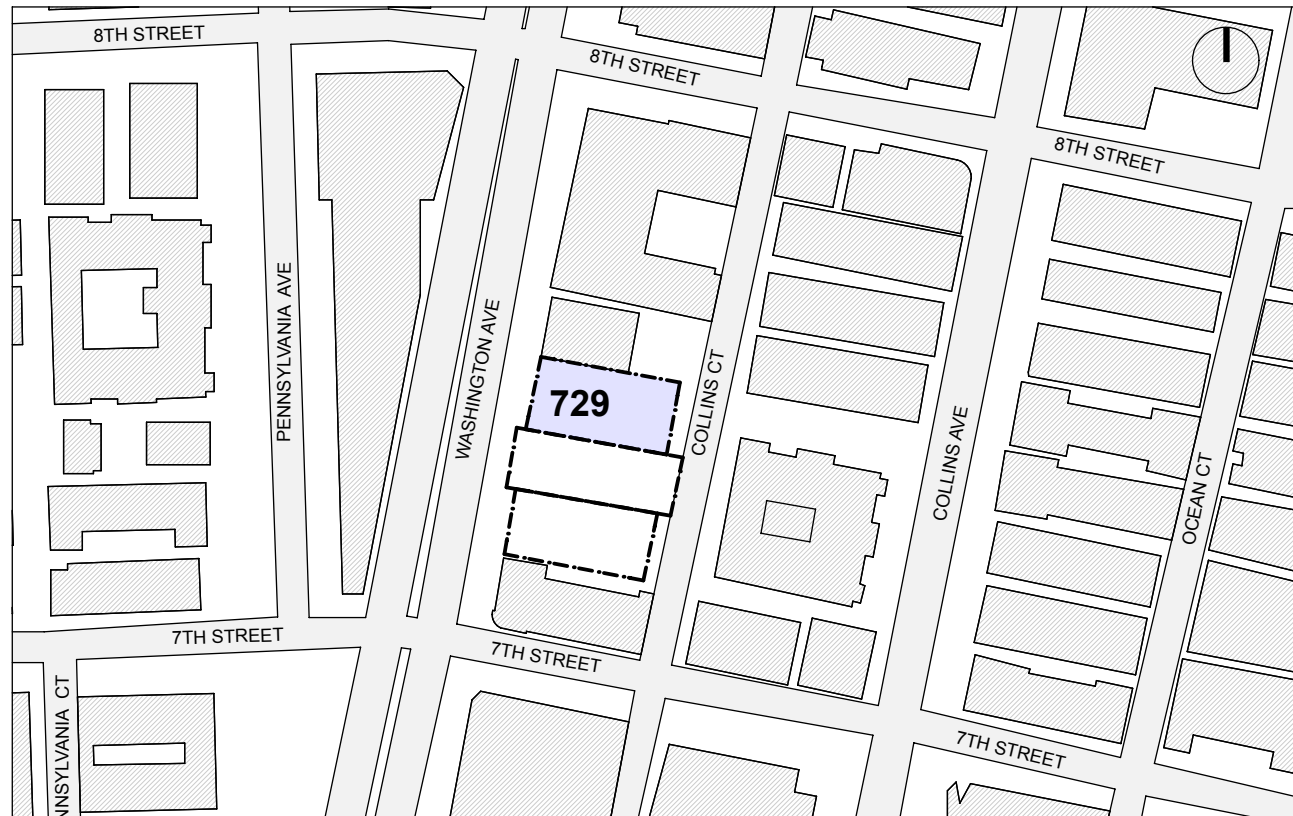 8TH STREET
8TH STREET
8TH STREET
PENNSYLVANIA AVE
WASHINGTON AVE
729
COLLINS CT
COLLINS AVE
OCEAN CT
7TH STREET
7TH STREET
7TH STREET
NNSYLVANIA CT